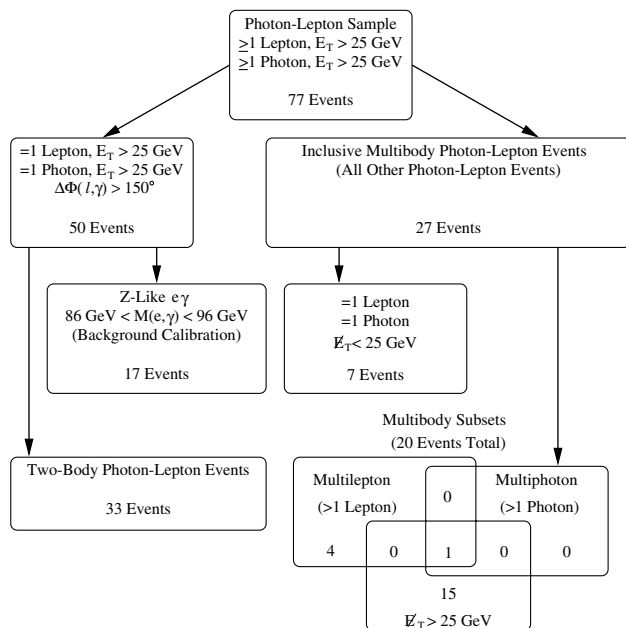 Photon-Lepton Sample
≥1 Lepton, E_T > 25 GeV
≥1 Photon, E_T > 25 GeV
77 Events
=1 Lepton, E_T > 25 GeV
=1 Photon, E_T > 25 GeV
ΔΦ(l,γ) > 150°
50 Events
Inclusive Multibody Photon-Lepton Events
(All Other Photon-Lepton Events)
27 Events
Z-Like eγ
86 GeV < M(e,γ) < 96 GeV
(Background Calibration)
17 Events
=1 Lepton
=1 Photon
E̸_T < 25 GeV
7 Events
Two-Body Photon-Lepton Events
33 Events
Multibody Subsets
(20 Events Total)
Multilepton
(>1 Lepton)
0
Multiphoton
(>1 Photon)
4 0 1 0 0
15
E̸_T > 25 GeV